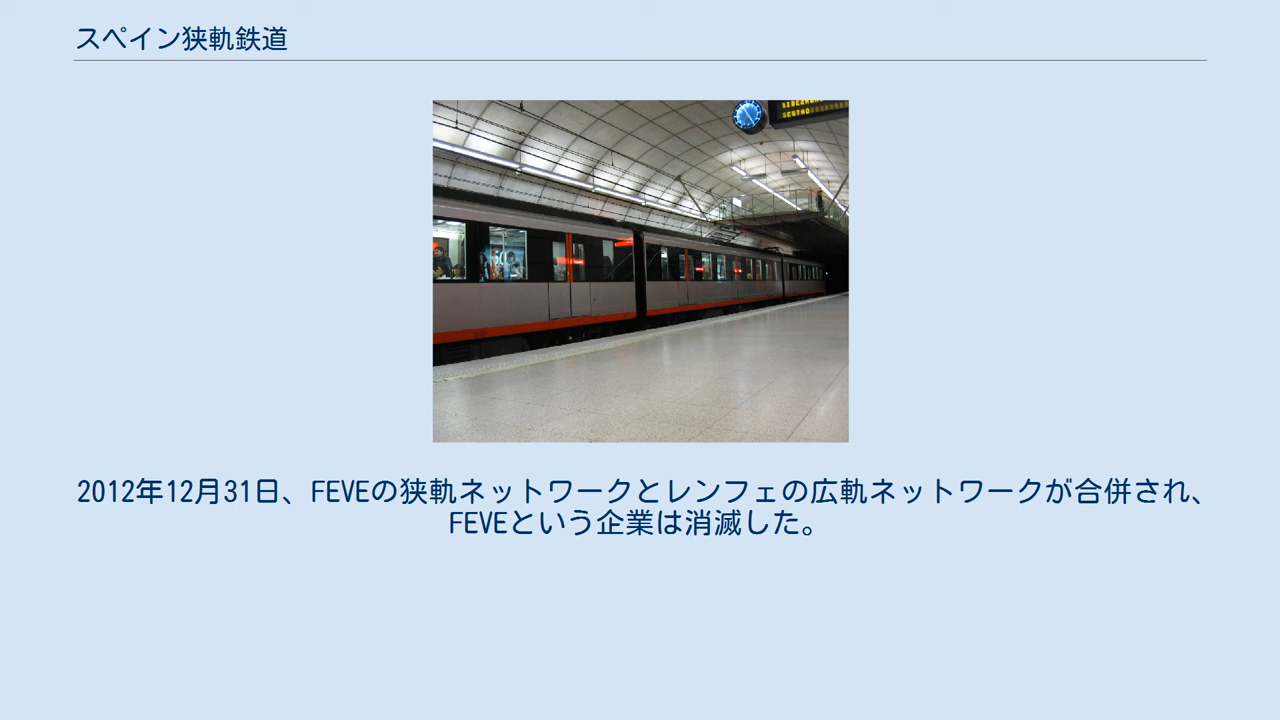 スペイン狭軌鉄道
SESTAO
2012年12月31日、FEVEの狭軌ネットワークとレンフェの広軌ネットワークが合併され、
FEVEという企業は消滅した。